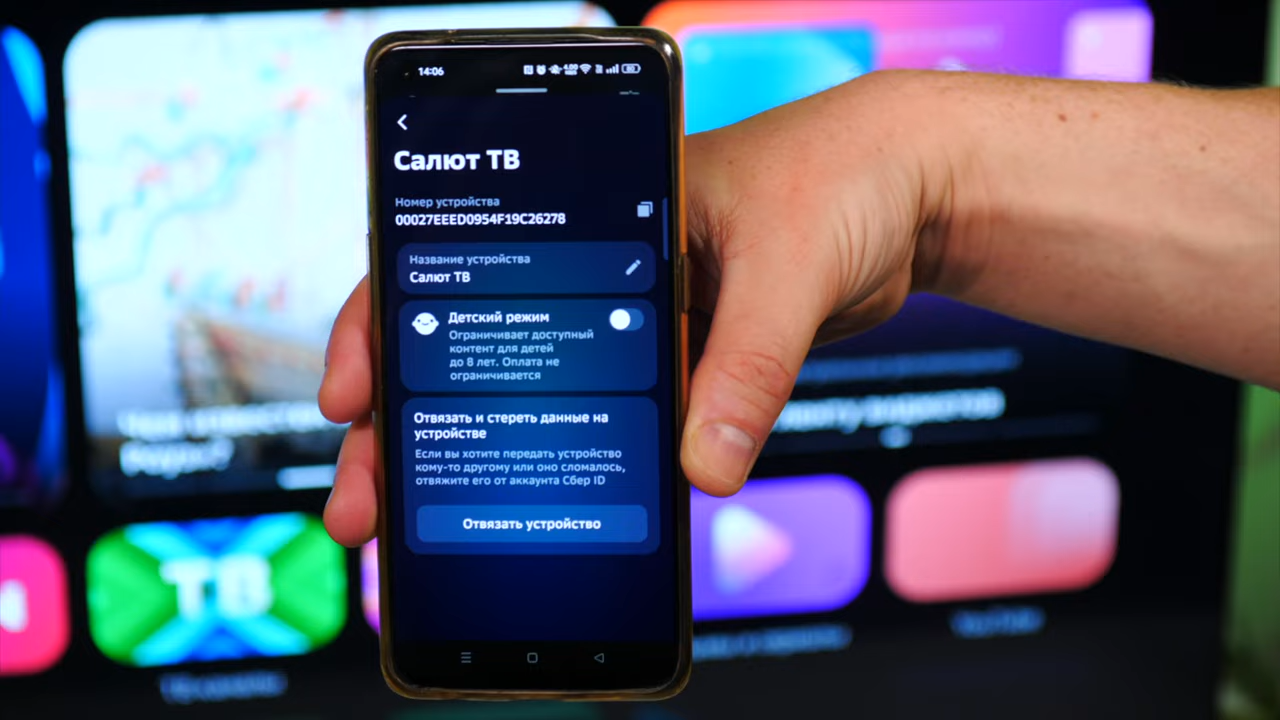 14:06
Салют ТВ
Номер устройства
00027EEED0954F19C26278
Название устройства
Салют ТВ
Детский режим
Ограничивает доступный
контент для детей
до 8 лет. Оплата не
ограничивается
Отвязать и стереть данные на
устройстве
Если вы хотите передать устройство
кому-то другому или оно сломалось,
отвяжите его от аккаунта Сбер ID
Отвязать устройство
ТВ
YouTube